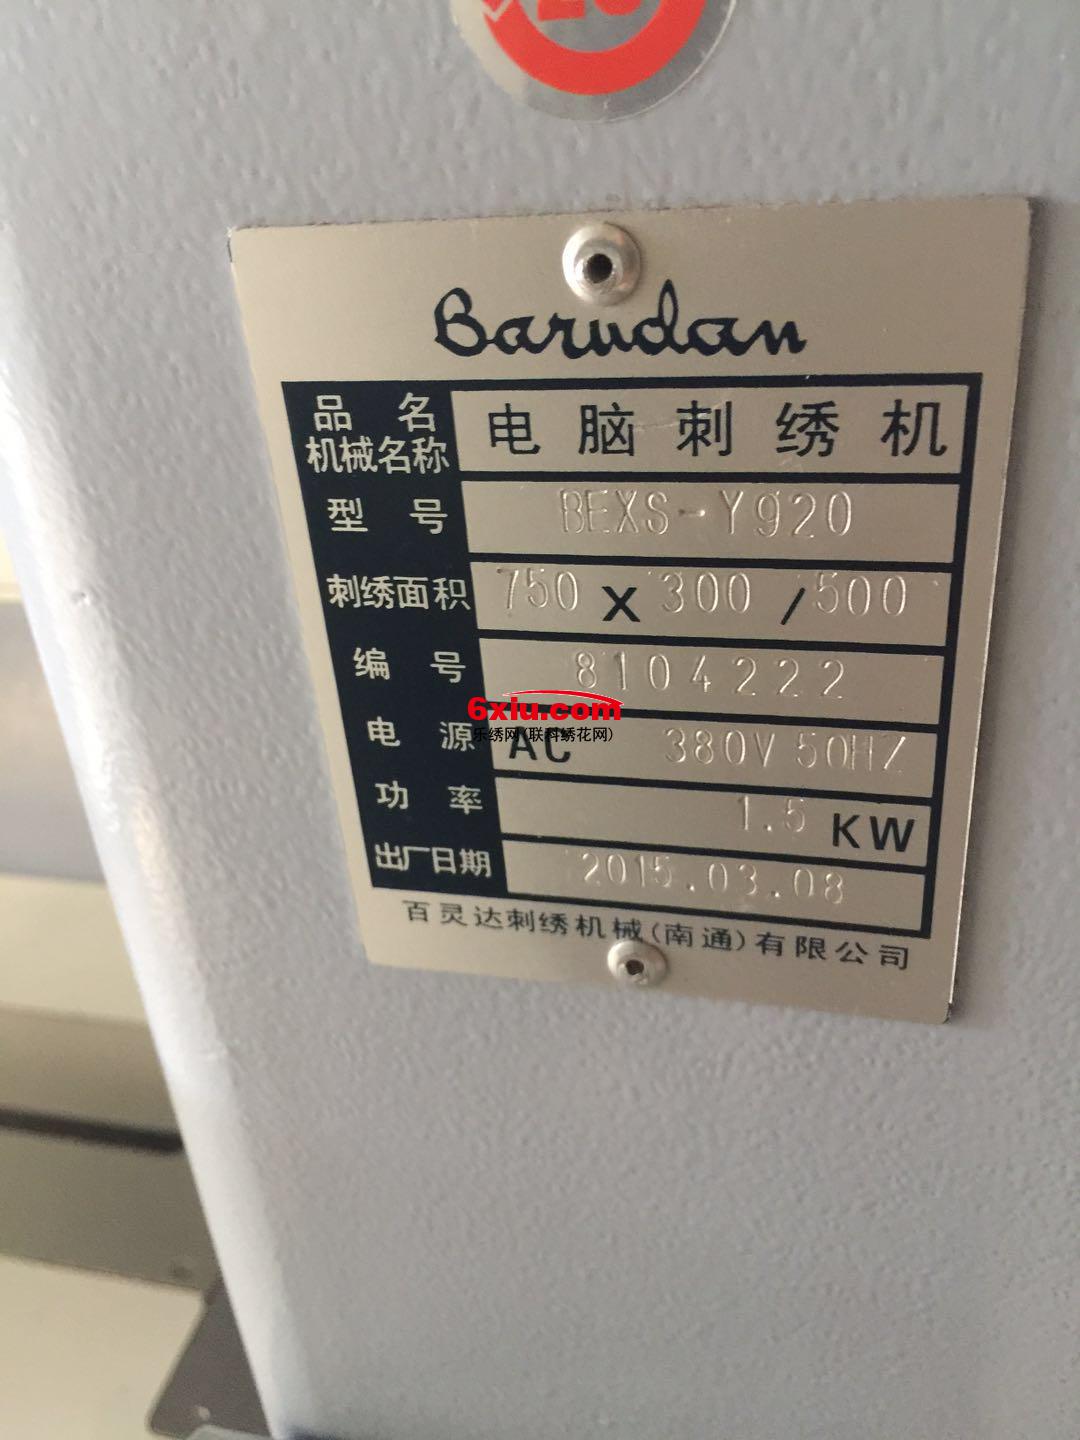 Barudan
品名 电脑刺绣机
机械名称
型号 BEXS-Y920
刺绣面积 750 X 300 / 500
编号 8104222
6xiu.com
乐绣网(联科绣花网)
电源 AC 380V 50HZ
功率 1.5 KW
出厂日期 2015.03.08
百灵达刺绣机械(南通)有限公司